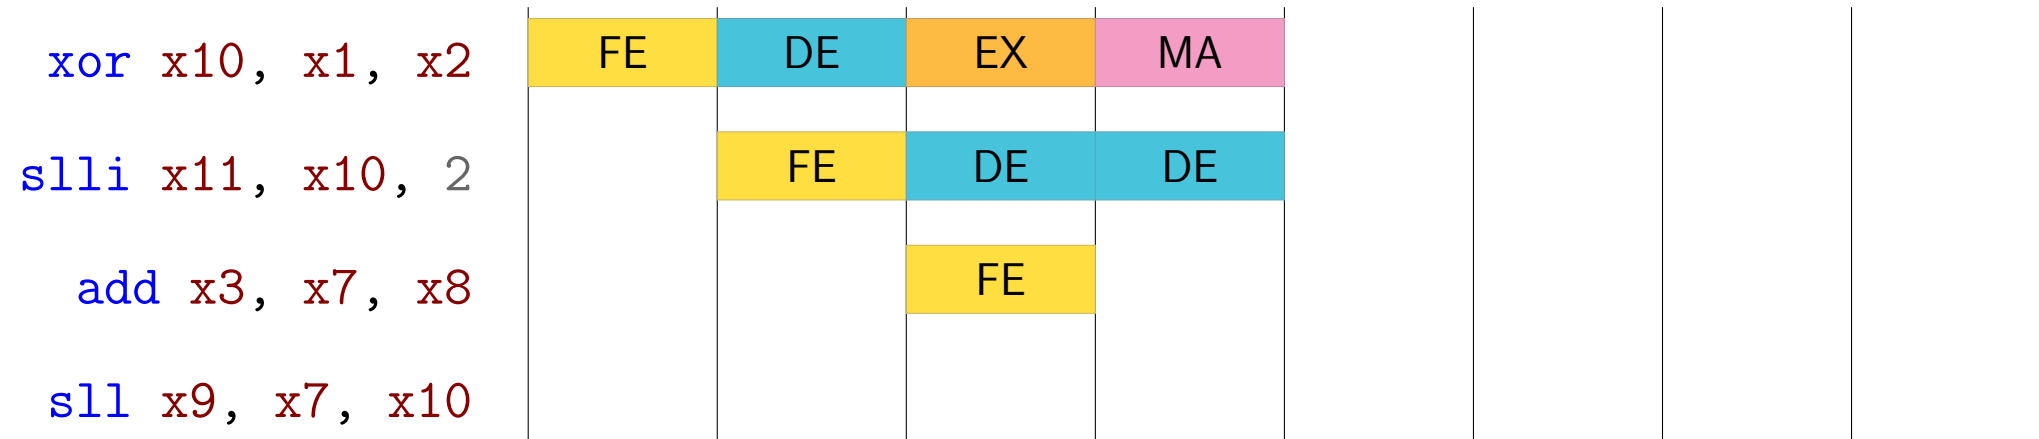 xor x10, x1, x2 FE DE EX MA
slli x11, x10, 2 FE DE DE
add x3, x7, x8 FE
sll x9, x7, x10